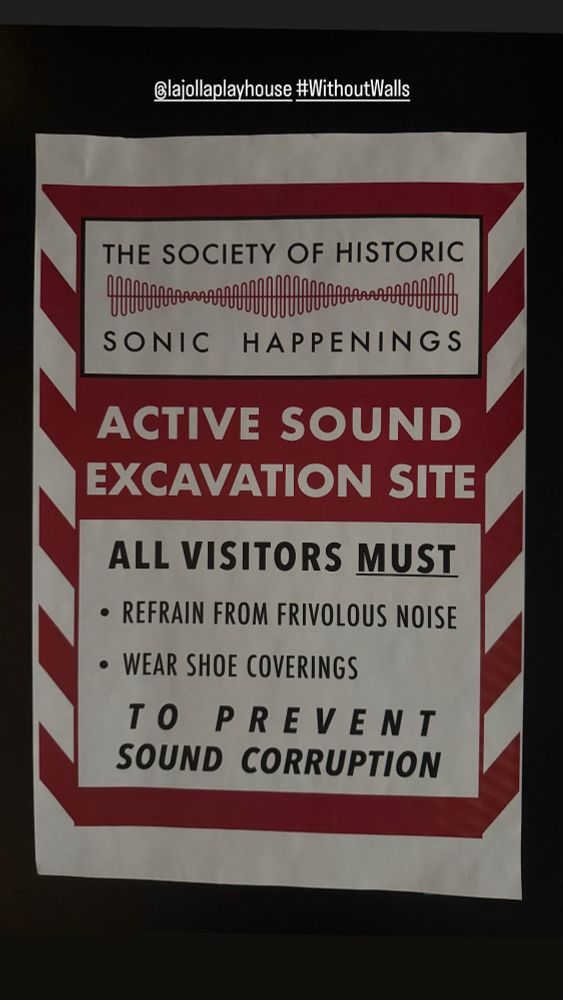 @lajollaplayhouse #WithoutWalls
THE SOCIETY OF HISTORIC
SONIC HAPPENINGS
ACTIVE SOUND
EXCAVATION SITE
ALL VISITORS MUST
• REFRAIN FROM FRIVOLOUS NOISE
• WEAR SHOE COVERINGS
TO PREVENT
SOUND CORRUPTION